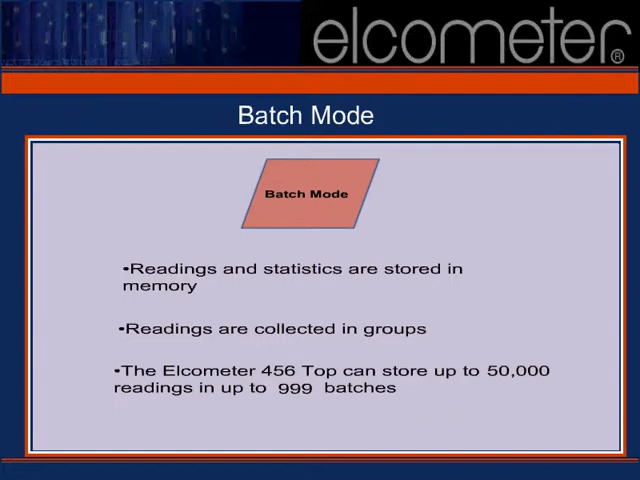 elcometer®
Batch Mode
Batch Mode
•Readings and statistics are stored in
memory
•Readings are collected in groups
•The Elcometer 456 Top can store up to 50,000
readings in up to 999 batches